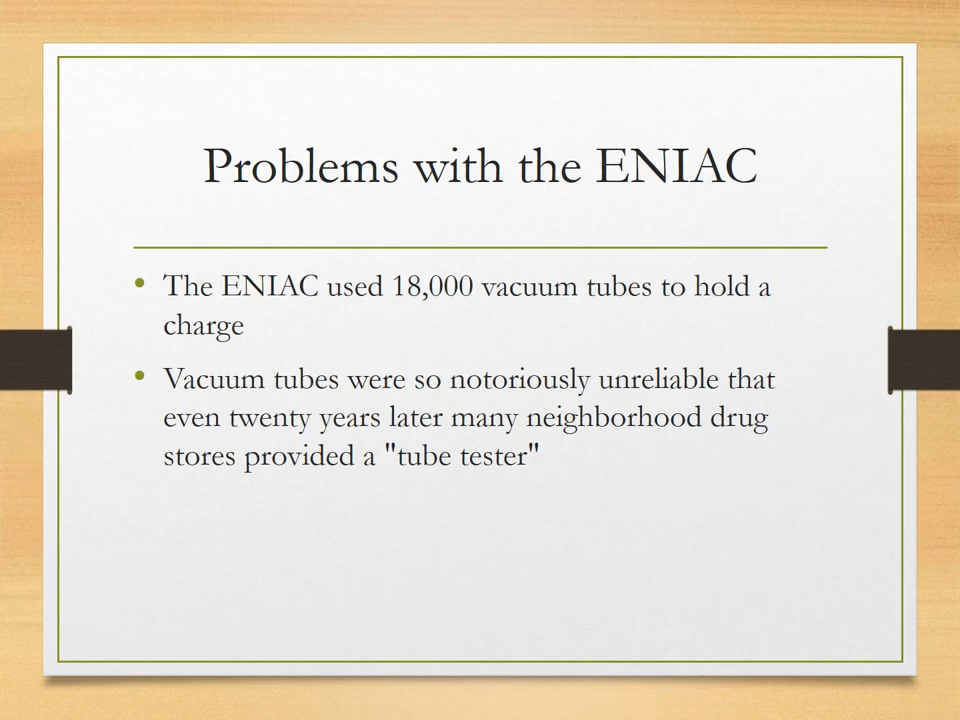 Problems with the ENIAC
• The ENIAC used 18,000 vacuum tubes to hold a
charge
• Vacuum tubes were so notoriously unreliable that
even twenty years later many neighborhood drug
stores provided a "tube tester"